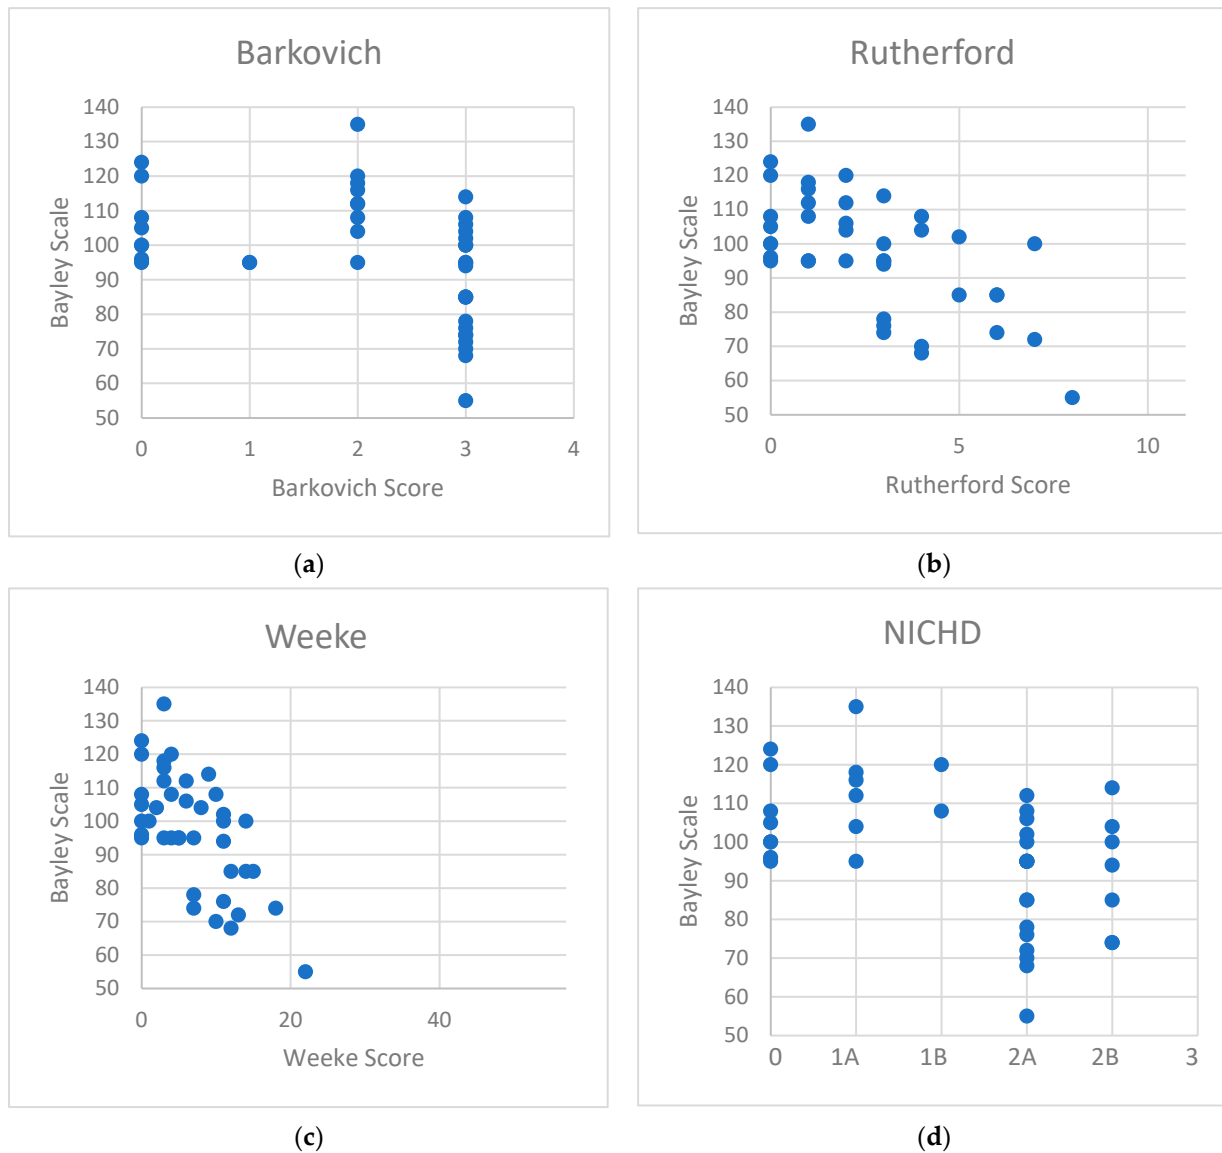 Barkovich
140
130
120
110
100
90
80
70
60
50
Bayley Scale
0 1 2 3 4
Barkovich Score
(a)
Rutherford
140
130
120
110
100
90
80
70
60
50
Bayley Scale
0 5 10
Rutherford Score
(b)
Weeke
140
130
120
110
100
90
80
70
60
50
Bayley Scale
0 20 40
Weeke Score
(c)
NICHD
140
130
120
110
100
90
80
70
60
50
Bayley Scale
0 1A 1B 2A 2B 3
(d)